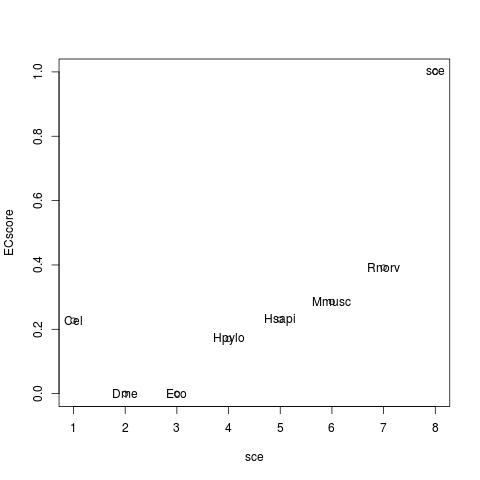 1.0
0.8
0.6
0.4
0.2
0.0
ECscore
sce
Rnorv
Mmusc
Hsapi
Hpylo
Cel
Dme
Eco
1 2 3 4 5 6 7 8
sce